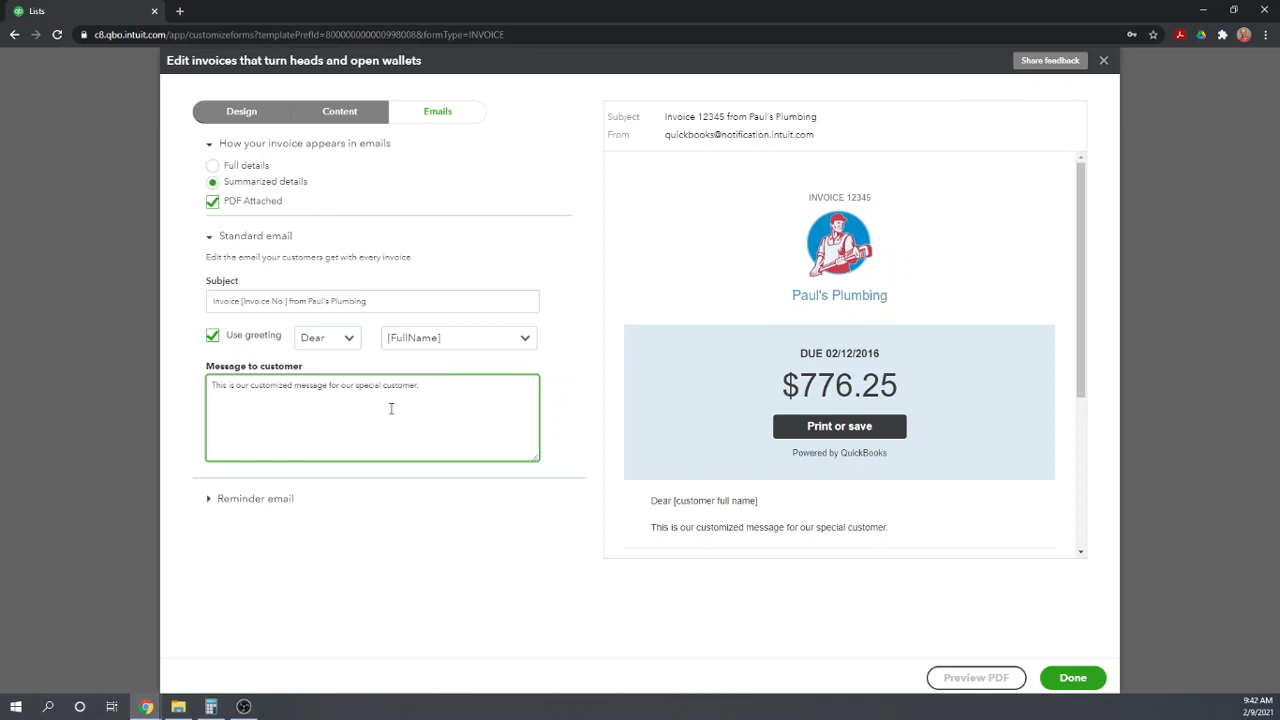 Lists
c8.qbo.intuit.com/app/customizeforms?templatePrefId=800000000000998008&formType=INVOICE
Edit invoices that turn heads and open wallets
Share feedback
Design
Content
Emails
How your invoice appears in emails
Full details
Summarized details
PDF Attached
Standard email
Edit the email your customers get with every invoice
Subject
Invoice [Invoice No.] from Paul's Plumbing
Use greeting
Dear
[FullName]
Message to customer
This is our customized message for our special customer.
Reminder email
Subject Invoice 12345 from Paul's Plumbing
From quickbooks@notification.intuit.com
INVOICE 12345
Paul's Plumbing
DUE 02/12/2016
$776.25
Print or save
Powered by QuickBooks
Dear [customer full name]
This is our customized message for our special customer.
Preview PDF
Done
9:42 AM
2/9/2021